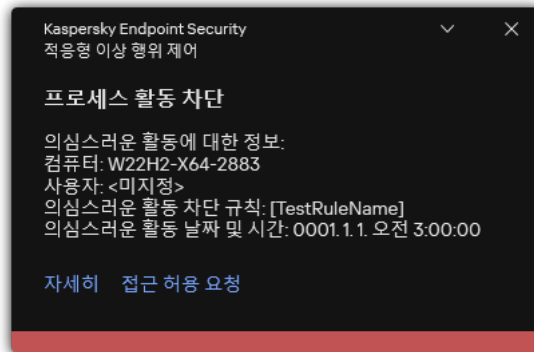 Kaspersky Endpoint Security
적응형 이상 행위 제어
프로세스 활동 차단
의심스러운 활동에 대한 정보:
컴퓨터: W22H2-X64-2883
사용자: <미지정>
의심스러운 활동 차단 규칙: [TestRuleName]
의심스러운 활동 날짜 및 시간: 0001. 1. 1. 오전 3:00:00
자세히 접근 허용 요청